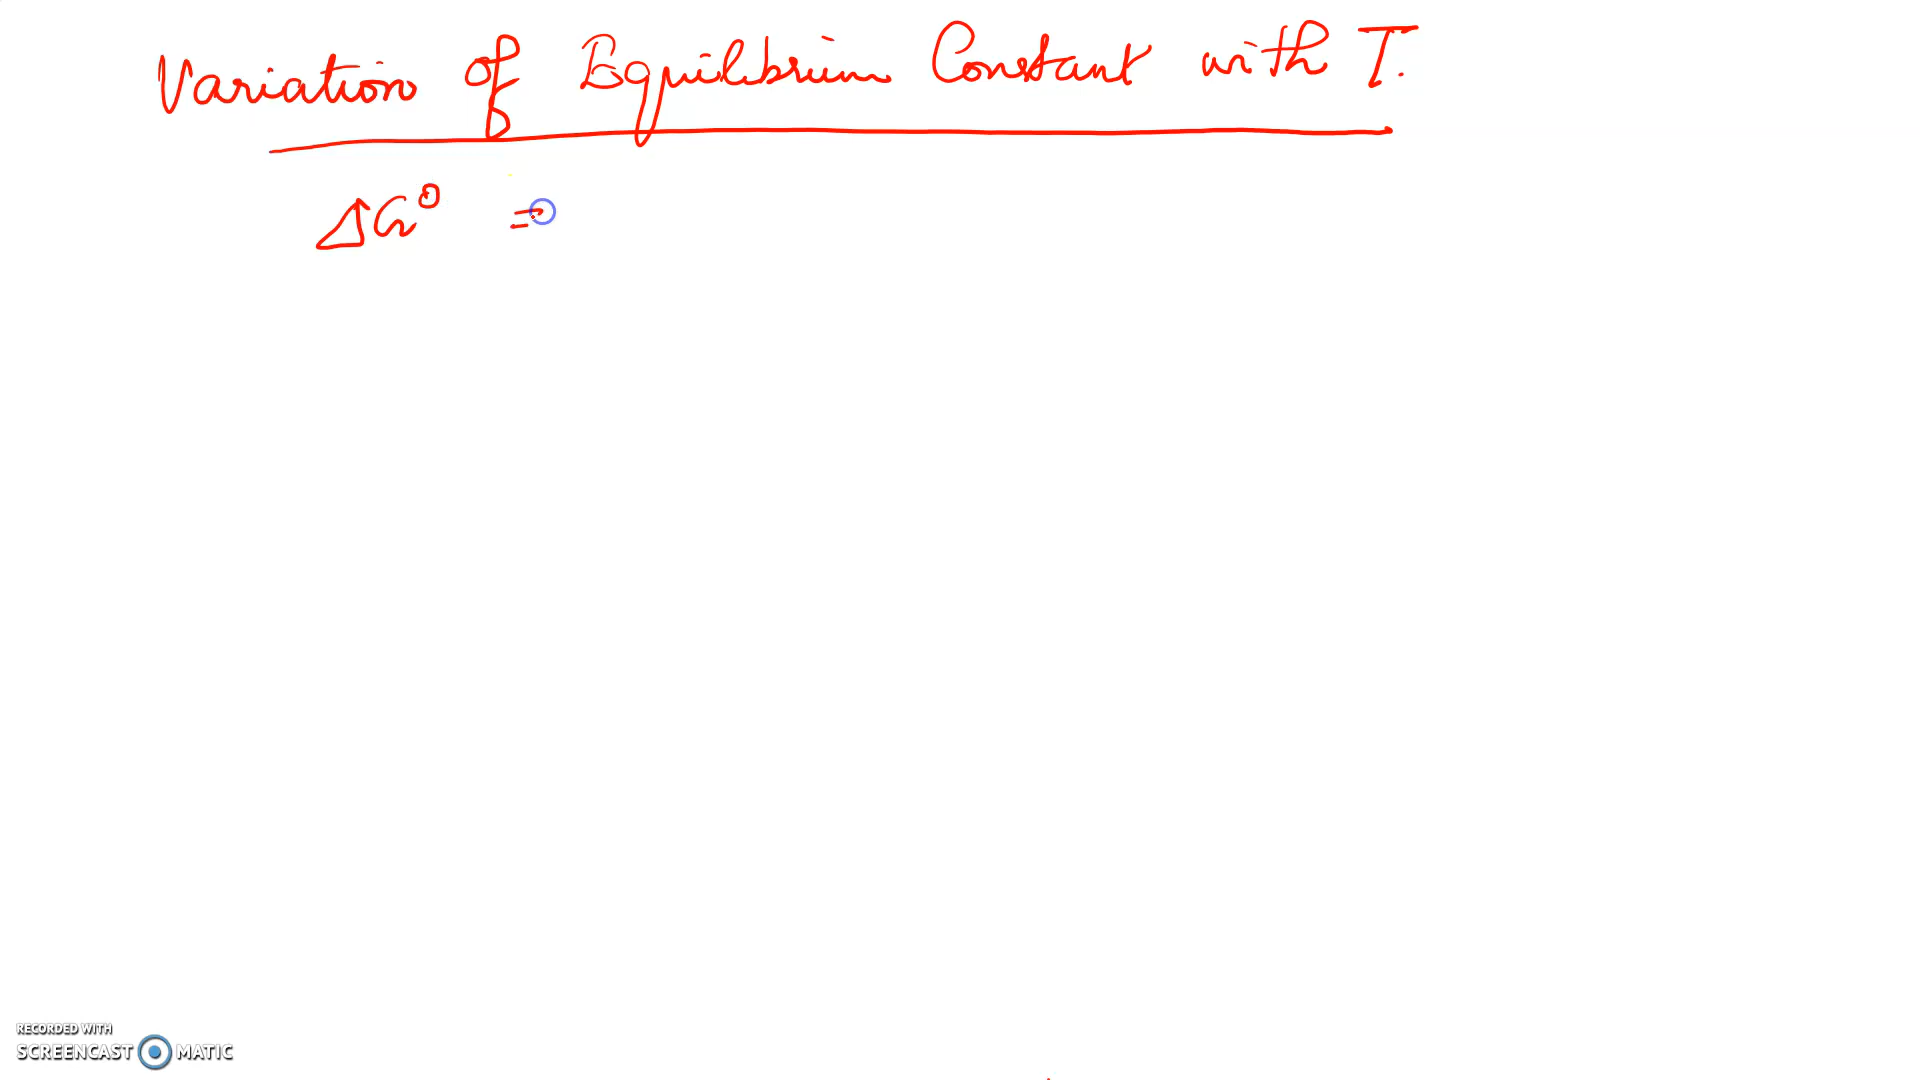 Variation of Equilibrium Constant with T.
ΔG° =
RECORDED WITH
SCREENCAST MATIC